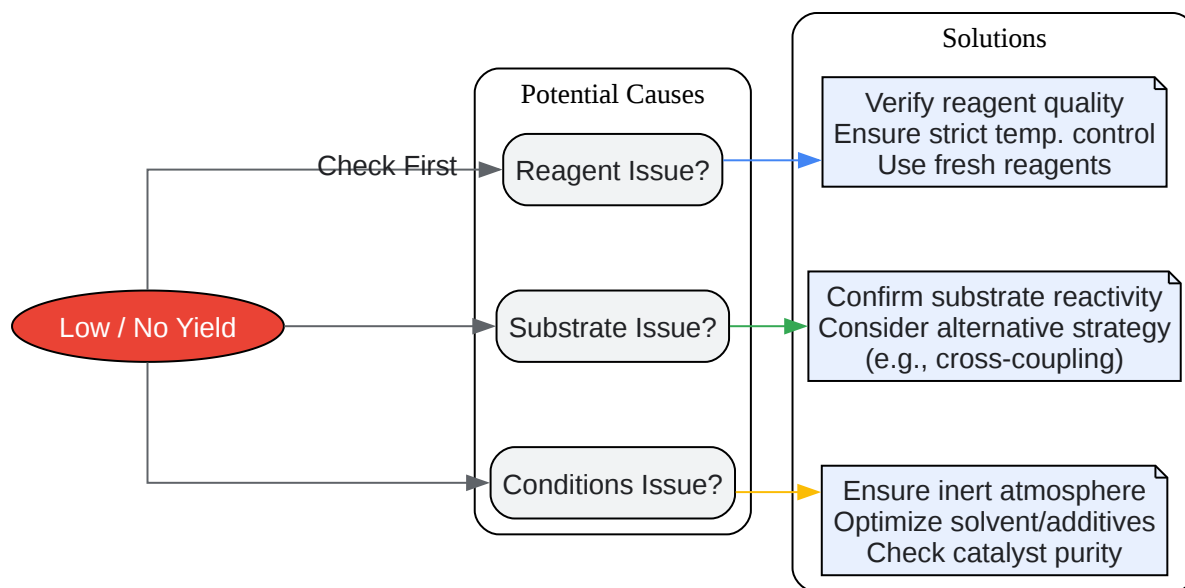 Solutions
Potential Causes
Verify reagent quality
Ensure strict temp. control
Use fresh reagents
Check First
Reagent Issue?
Low / No Yield
Substrate Issue?
Confirm substrate reactivity
Consider alternative strategy
(e.g., cross-coupling)
Conditions Issue?
Ensure inert atmosphere
Optimize solvent/additives
Check catalyst purity